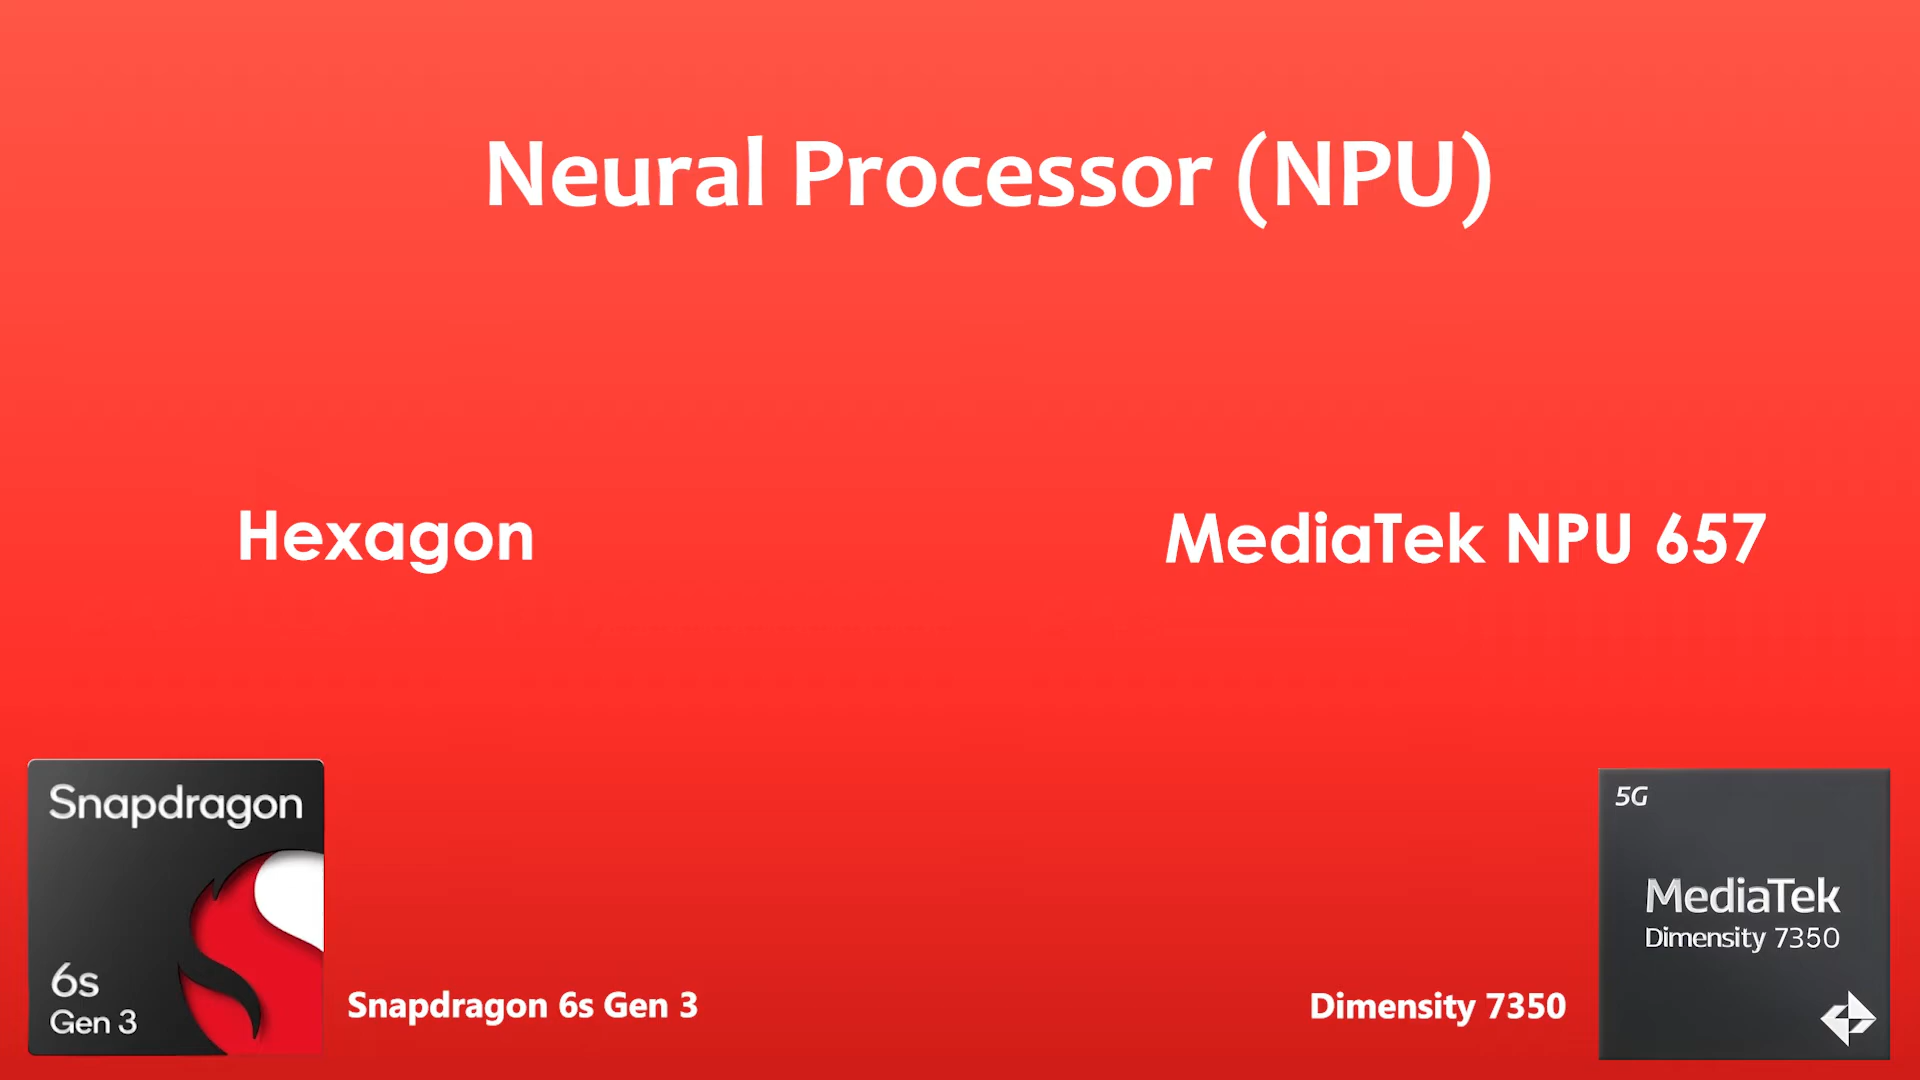 Neural Processor (NPU)
Hexagon
MediaTek NPU 657
Snapdragon
6s
Gen 3
Snapdragon 6s Gen 3
Dimensity 7350
5G
MediaTek
Dimensity 7350